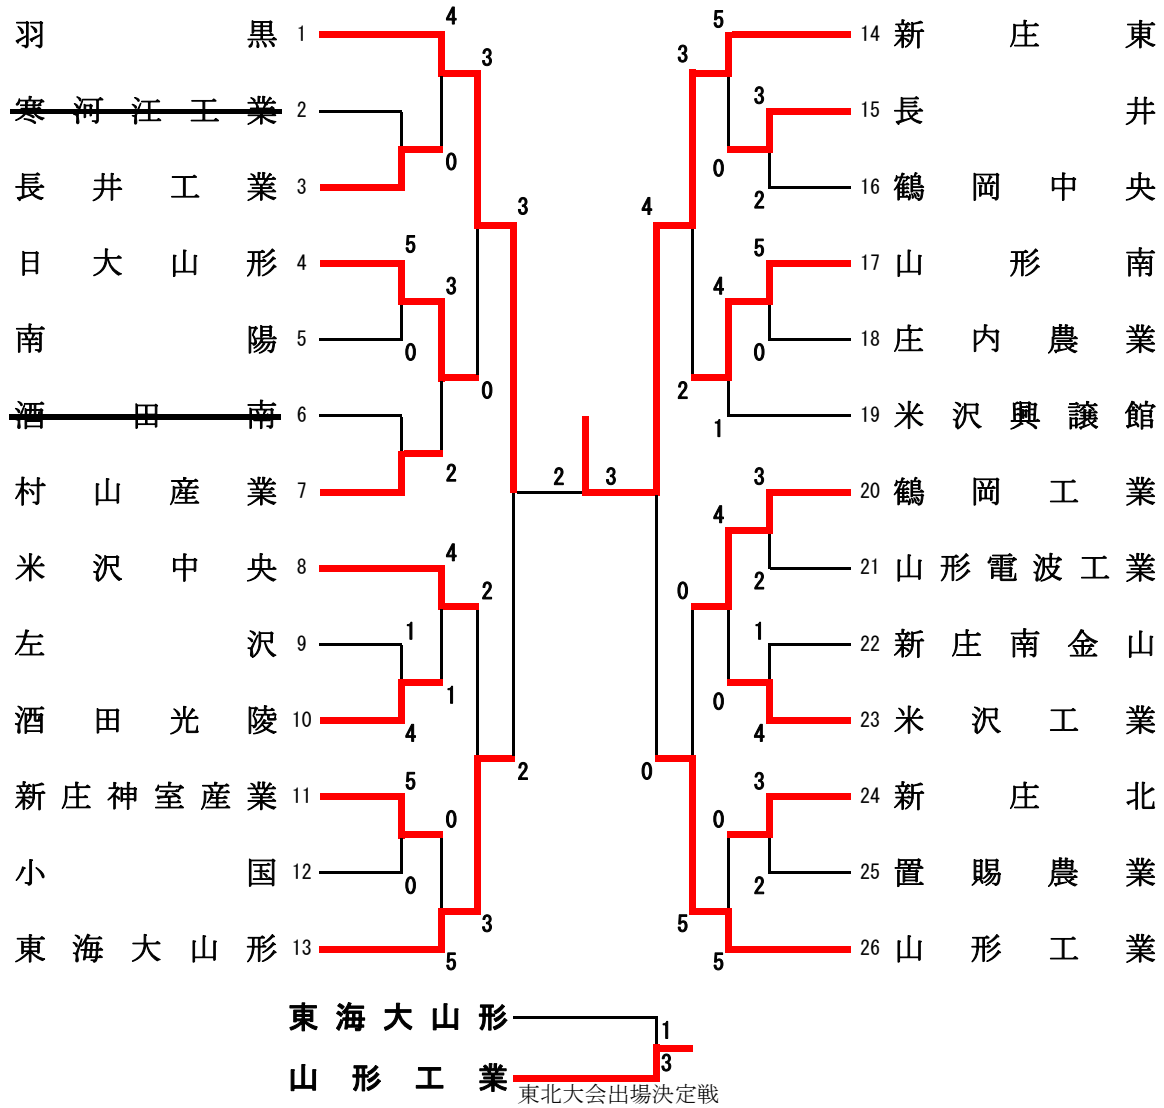 羽黒 1
寒河江工業 2
長井工業 3
日大山形 4
南陽 5
酒田南 6
村山産業 7
米沢中央 8
左沢 9
酒田光陵 10
新庄神室産業 11
小国 12
東海大山形 13
4
3
0
5
3
0
0
2
3
4
2
1
1
4
5
0
0
3
5
2
2
3
5
3
3
0
2
4
5
4
0
2
1
3
4
2
0
1
0
4
3
0
2
0
5
5
14 新庄東
15 長井
16 鶴岡中央
17 山形南
18 庄内農業
19 米沢興譲館
20 鶴岡工業
21 山形電波工業
22 新庄南金山
23 米沢工業
24 新庄北
25 置賜農業
26 山形工業
東海大山形 1
山形工業 3
東北大会出場決定戦